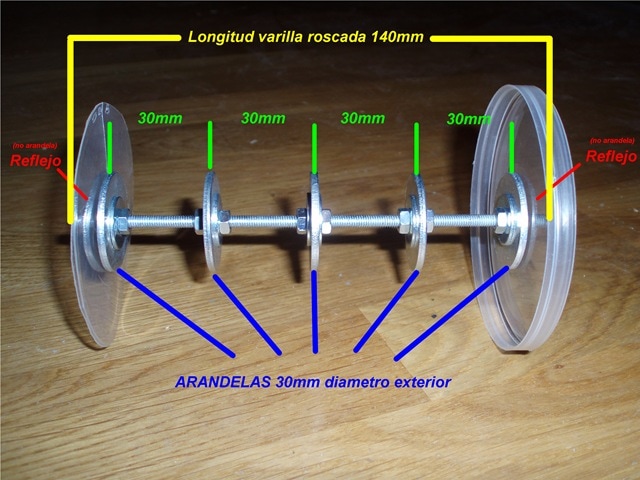 Longitud varilla roscada 140mm
30mm
30mm
30mm
30mm
(no arandela)
Reflejo
(no arandela)
Reflejo
ARANDELAS 30mm diametro exterior